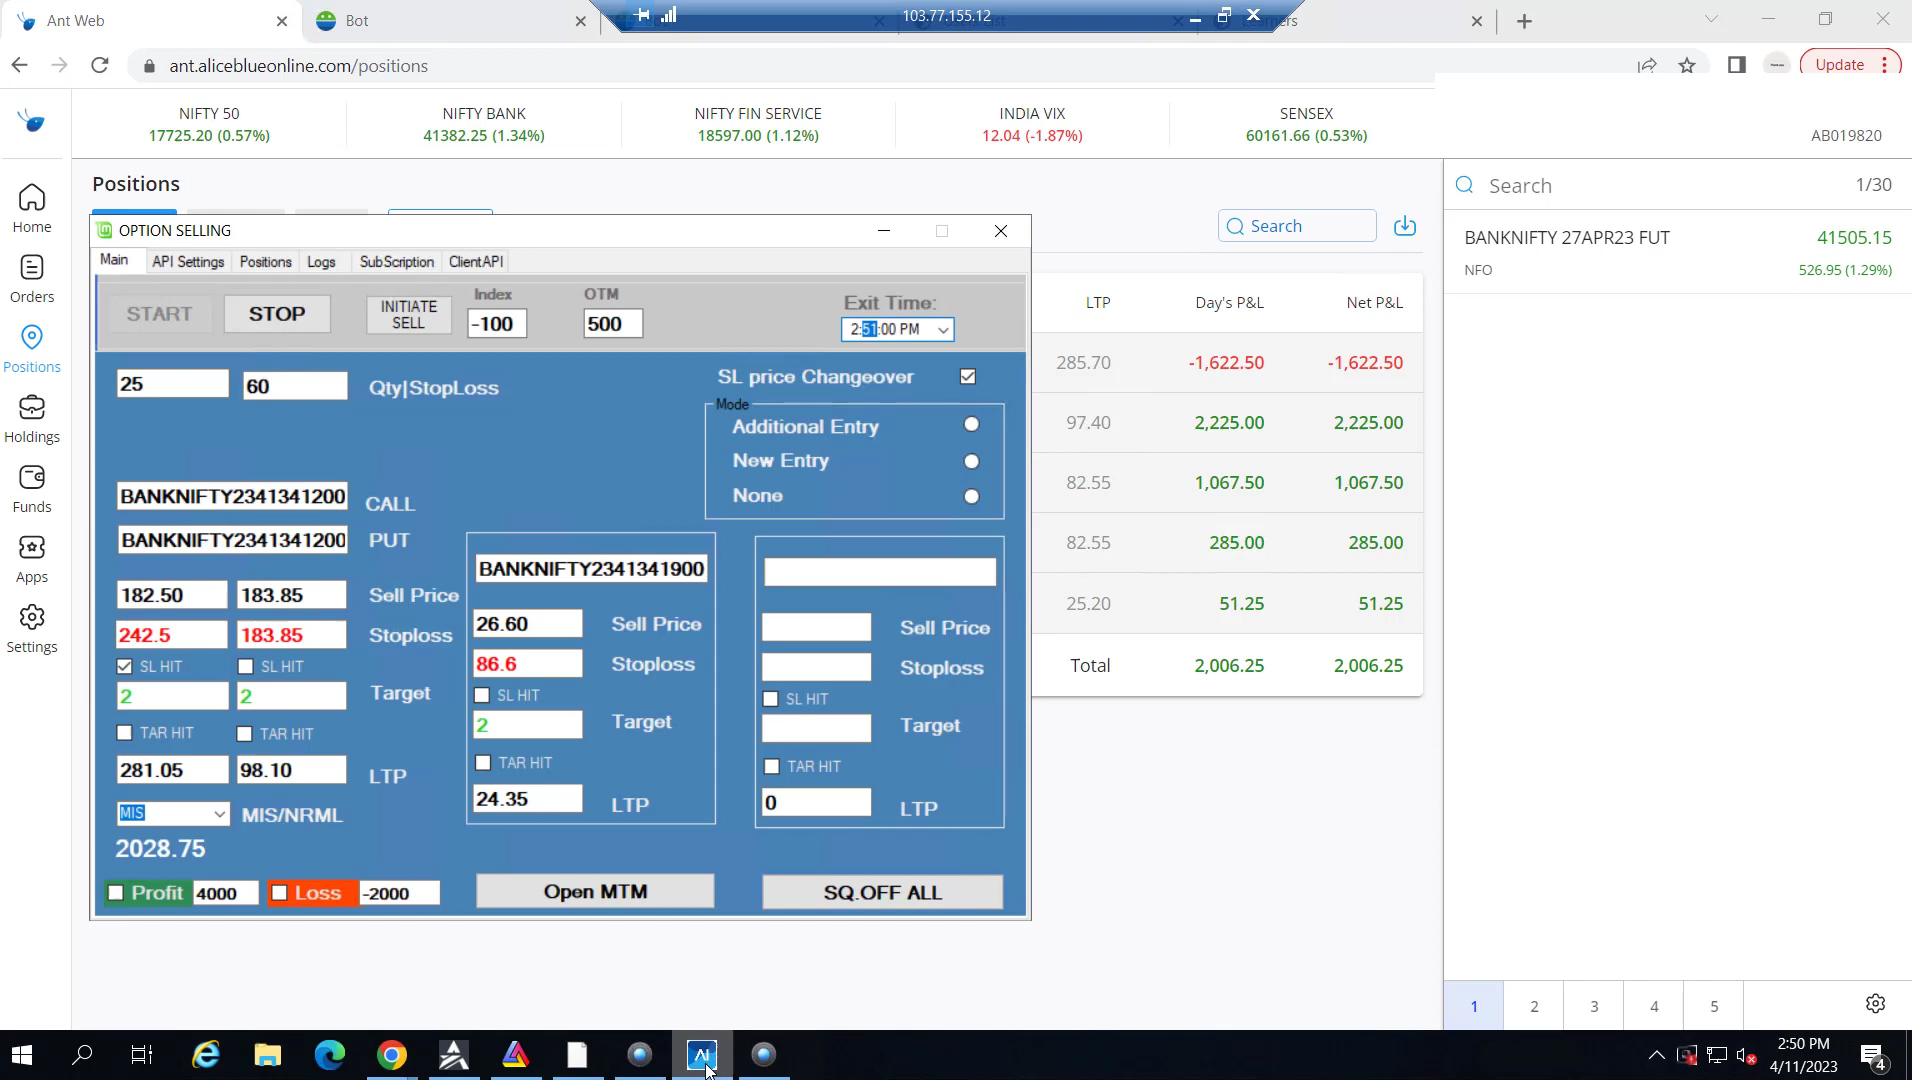 Ant Web
Bot
103.77.155.12
ant.aliceblueonline.com/positions
Update
NIFTY 50
17725.20 (0.57%)
NIFTY BANK
41382.25 (1.34%)
NIFTY FIN SERVICE
18597.00 (1.12%)
INDIA VIX
12.04 (-1.87%)
SENSEX
60161.66 (0.53%)
AB019820
Home
Orders
Positions
Holdings
Funds
Apps
Settings
Positions
Search
Search
1/30
BANKNIFTY 27APR23 FUT
41505.15
NFO
526.95 (1.29%)
OPTION SELLING
Main
API Settings
Positions
Logs
SubScription
ClientAPI
START
STOP
INITIATE
SELL
Index
-100
OTM
500
Exit Time:
2:51:00 PM
25
60
Qty|StopLoss
SL price Changeover
Mode
Additional Entry
New Entry
None
BANKNIFTY2341341200
CALL
BANKNIFTY2341341200
PUT
182.50
183.85
Sell Price
242.5
183.85
Stoploss
SL HIT
SL HIT
2
2
Target
TAR HIT
TAR HIT
281.05
98.10
LTP
MIS
MIS/NRML
2028.75
BANKNIFTY2341341900
26.60
Sell Price
86.6
Stoploss
SL HIT
2
Target
TAR HIT
24.35
LTP
Sell Price
Stoploss
SL HIT
Target
TAR HIT
0
LTP
Profit
4000
Loss
-2000
Open MTM
SQ.OFF ALL
LTP
Day's P&L
Net P&L
285.70
-1,622.50
-1,622.50
97.40
2,225.00
2,225.00
82.55
1,067.50
1,067.50
82.55
285.00
285.00
25.20
51.25
51.25
Total
2,006.25
2,006.25
1
2
3
4
5
2:50 PM
4/11/2023
4